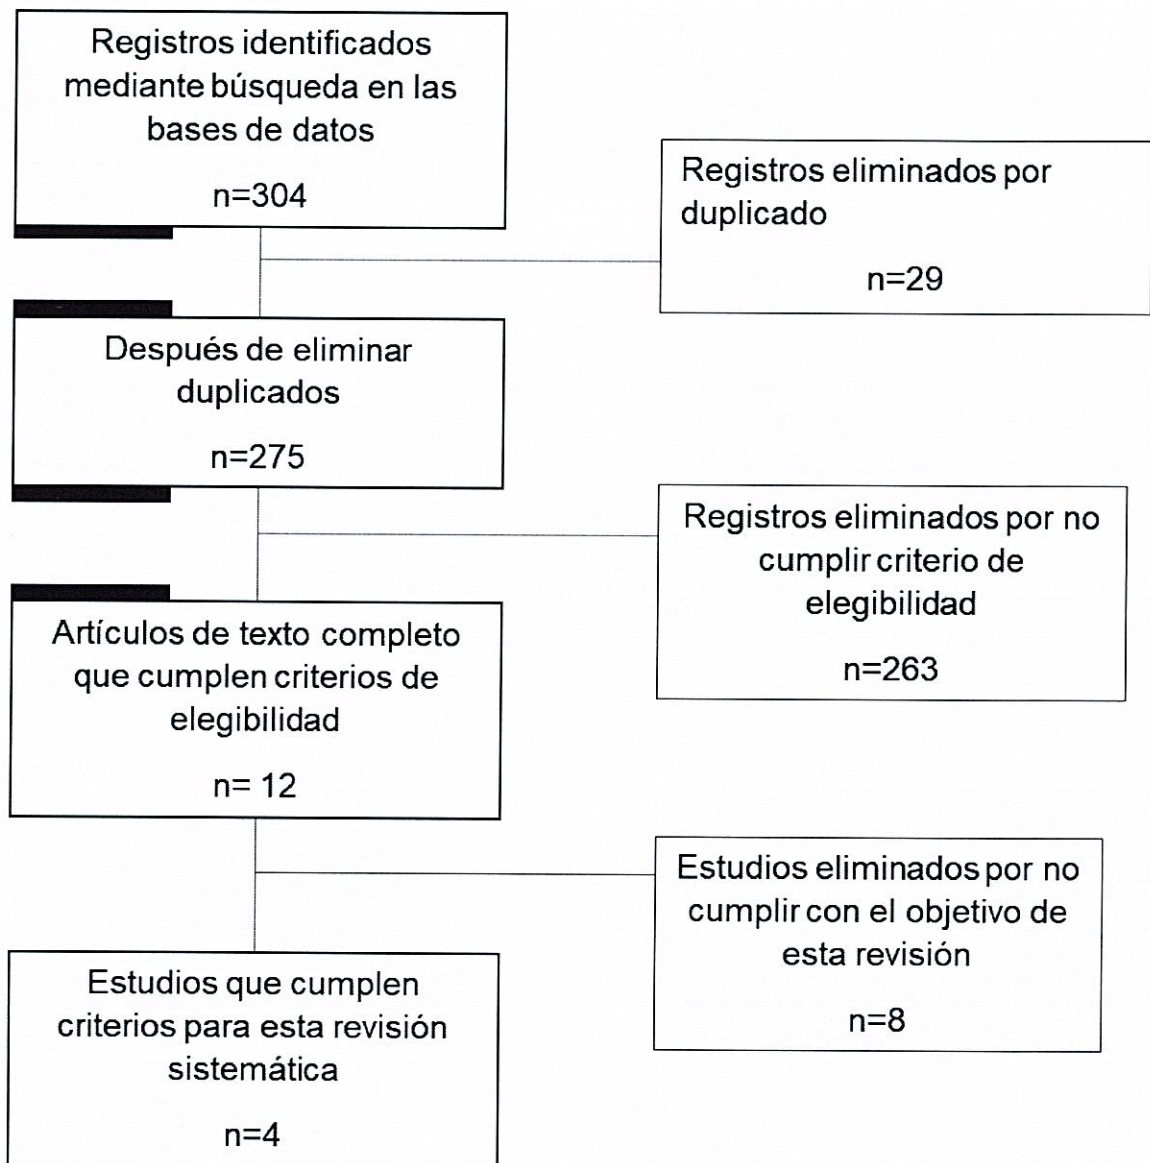 Registros identificados
mediante búsqueda en las
bases de datos
n=304
Registros eliminados por
duplicado
n=29
Después de eliminar
duplicados
n=275
Registros eliminados por no
cumplir criterio de
elegibilidad
n=263
Artículos de texto completo
que cumplen criterios de
elegibilidad
n= 12
Estudios eliminados por no
cumplir con el objetivo de
esta revisión
n=8
Estudios que cumplen
criterios para esta revisión
sistemática
n=4